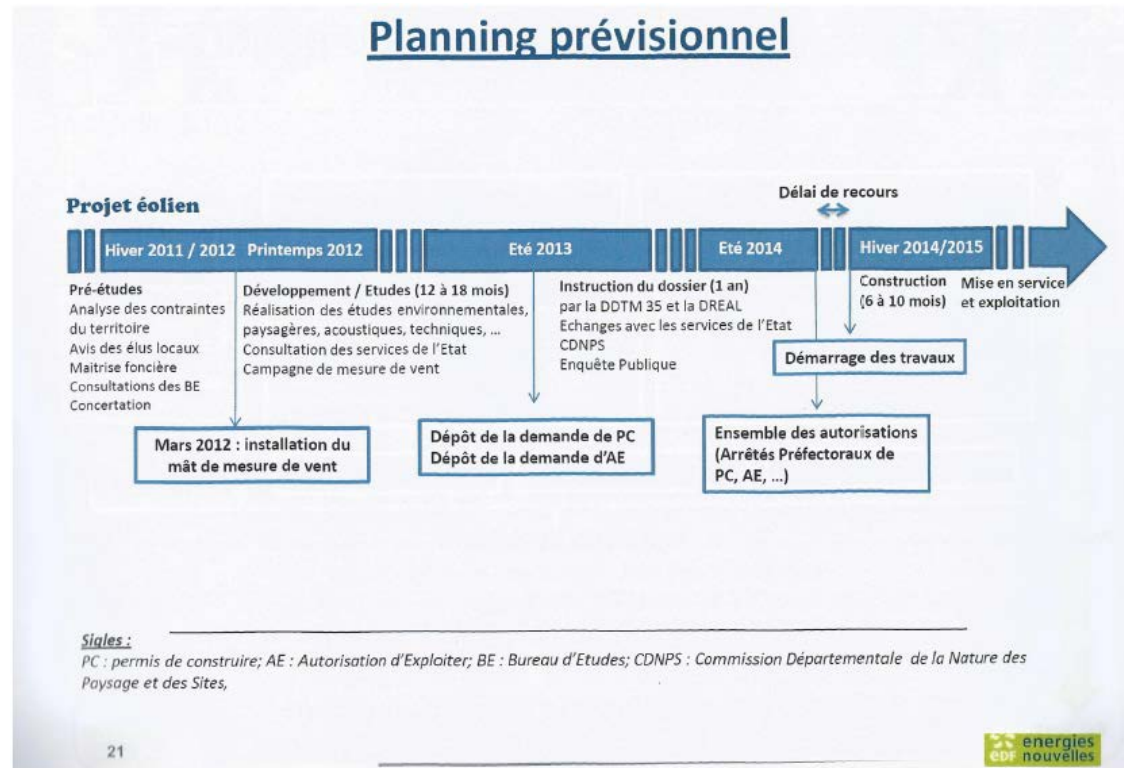 Planning prévisionnel
Délai de recours
Projet éolien
Hiver 2011 / 2012 Printemps 2012
Eté 2013
Eté 2014
Hiver 2014/2015
Pré-études
Analyse des contraintes
du territoire
Avis des élus locaux
Maitrise foncière
Consultations des BE
Concertation
Développement / Etudes (12 à 18 mois)
Réalisation des études environnementales,
paysagères, acoustiques, techniques, ...
Consultation des services de l'Etat
Campagne de mesure de vent
Instruction du dossier (1 an)
par la DDTM 35 et la DREAL
Echanges avec les services de l'Etat
CDNPS
Enquête Publique
Construction
(6 à 10 mois)
Mise en service
et exploitation
Démarrage des travaux
Mars 2012 : installation du
mât de mesure de vent
Dépôt de la demande de PC
Dépôt de la demande d'AE
Ensemble des autorisations
(Arrêtés Préfectoraux de
PC, AE, ...)
Sigles :
PC : permis de construire; AE : Autorisation d'Exploiter; BE : Bureau d'Etudes; CDNPS : Commission Départementale de la Nature des
Paysage et des Sites,
21
edf energies
nouvelles